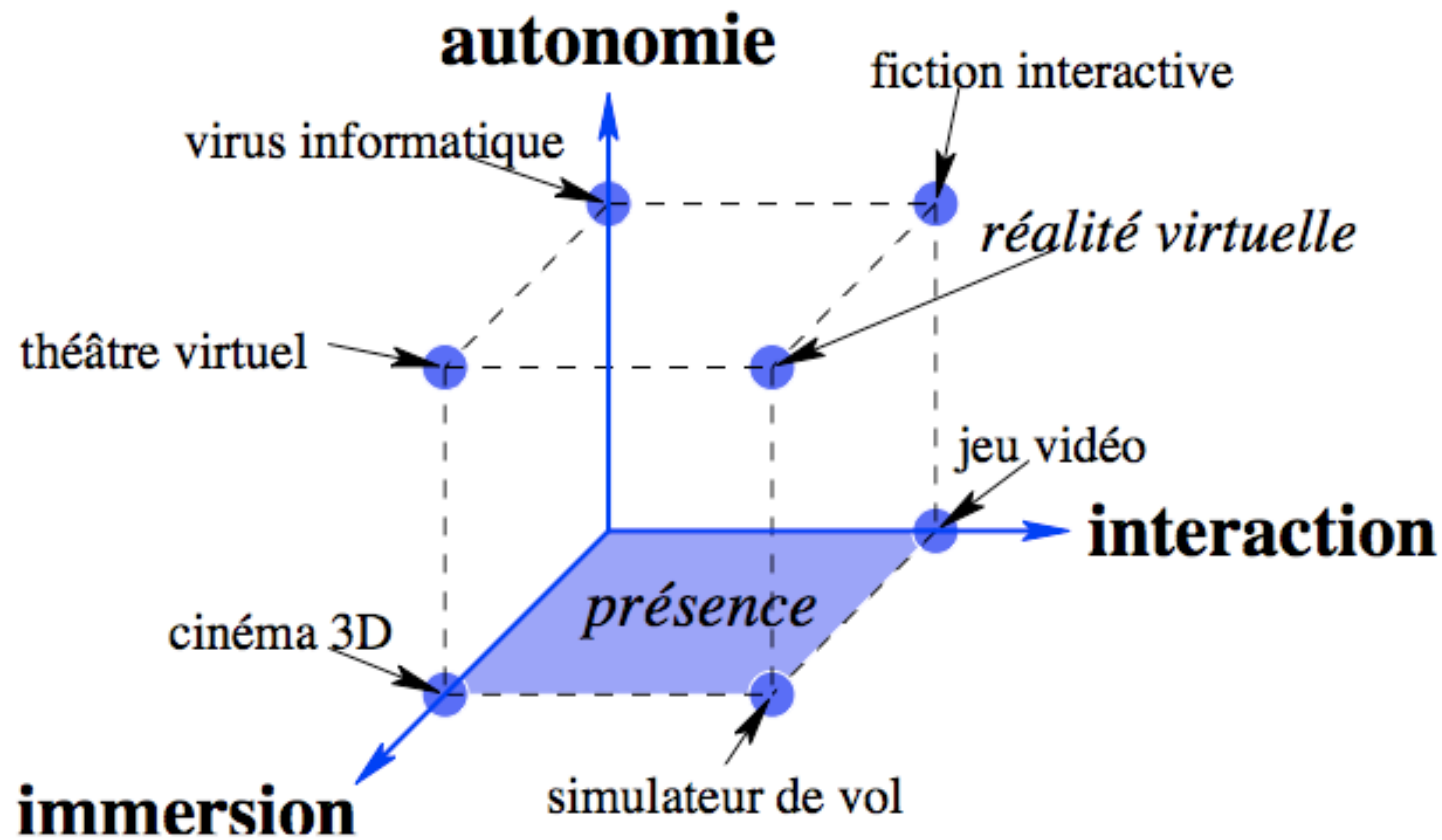 autonomie
fiction interactive
virus informatique
réalité virtuelle
théâtre virtuel
jeu vidéo
interaction
présence
cinéma 3D
simulateur de vol
immersion